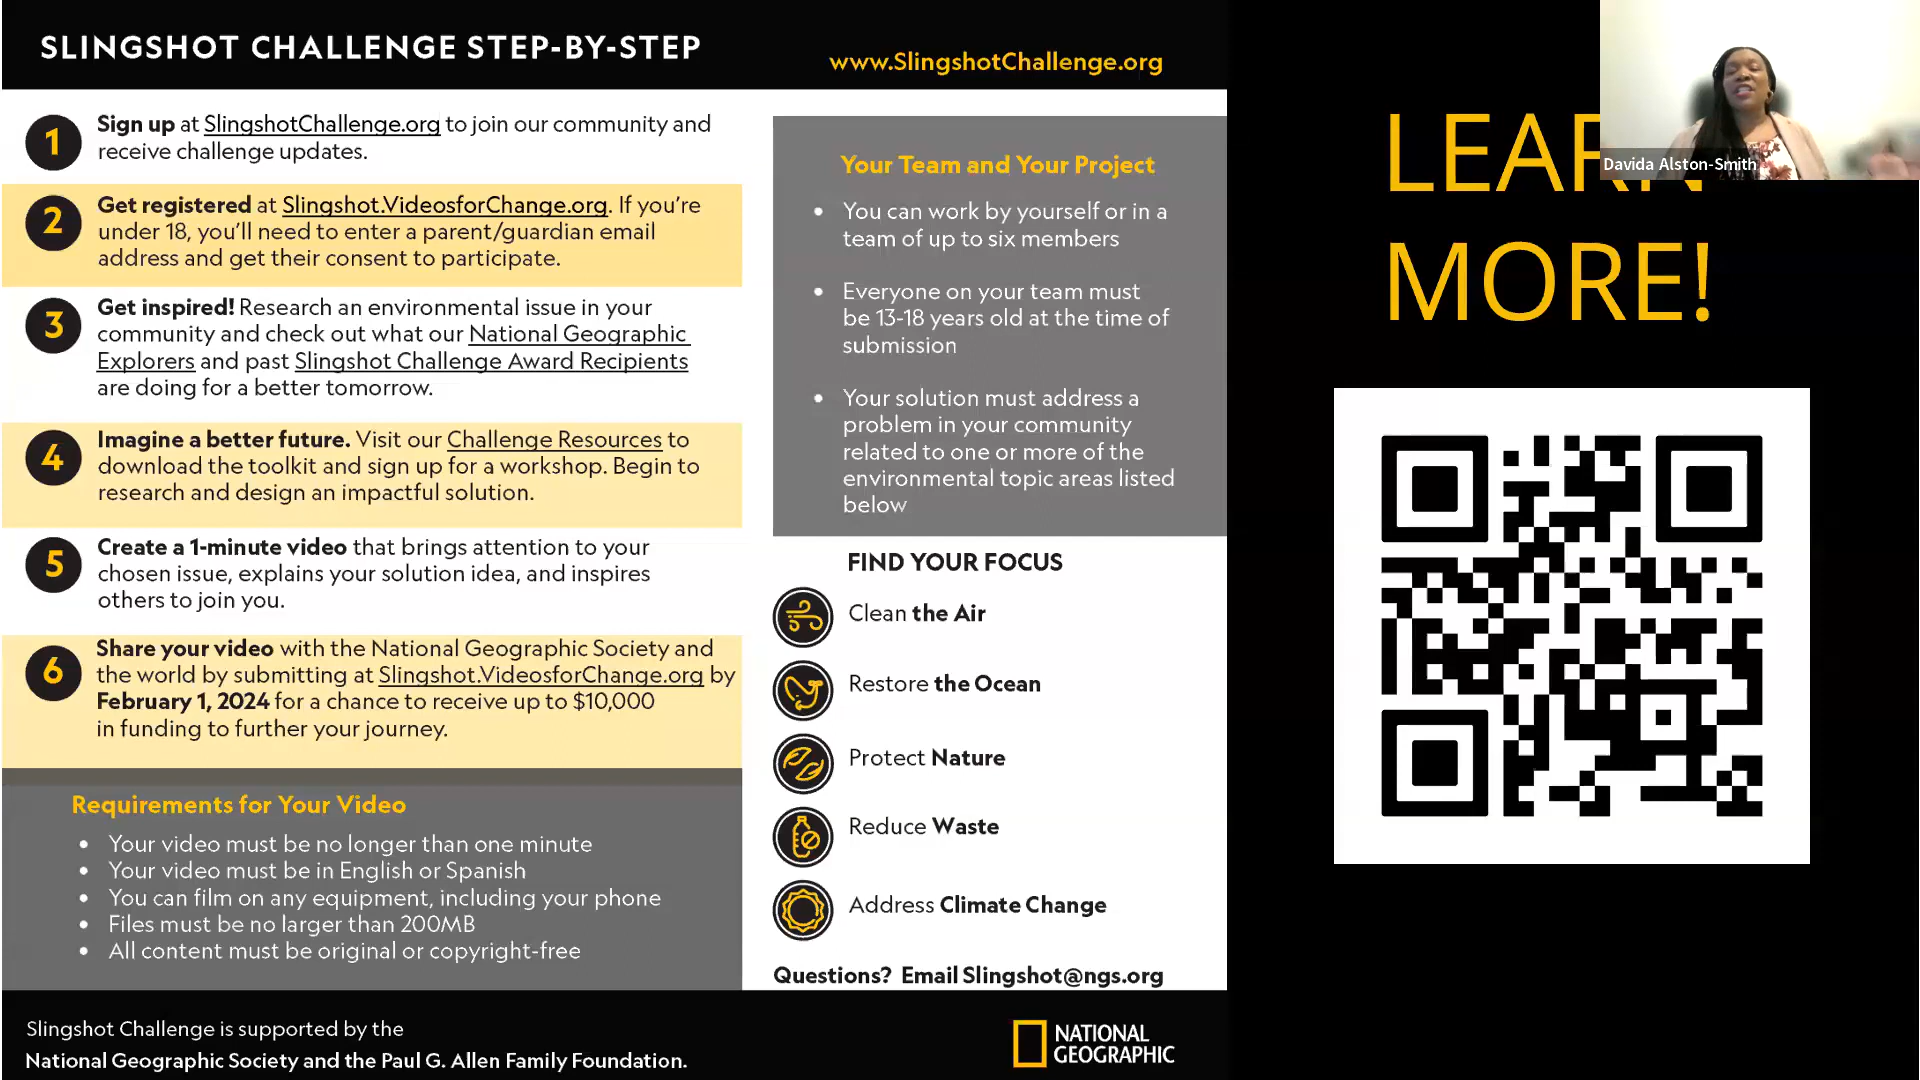 SLINGSHOT CHALLENGE STEP-BY-STEP
www.SlingshotChallenge.org
1
Sign up at SlingshotChallenge.org to join our community and
receive challenge updates.
2
Get registered at Slingshot.VideosforChange.org. If you're
under 18, you'll need to enter a parent/guardian email
address and get their consent to participate.
3
Get inspired! Research an environmental issue in your
community and check out what our National Geographic
Explorers and past Slingshot Challenge Award Recipients
are doing for a better tomorrow.
4
Imagine a better future. Visit our Challenge Resources to
download the toolkit and sign up for a workshop. Begin to
research and design an impactful solution.
5
Create a 1-minute video that brings attention to your
chosen issue, explains your solution idea, and inspires
others to join you.
6
Share your video with the National Geographic Society and
the world by submitting at Slingshot.VideosforChange.org by
February 1, 2024 for a chance to receive up to $10,000
in funding to further your journey.
Requirements for Your Video
• Your video must be no longer than one minute
• Your video must be in English or Spanish
• You can film on any equipment, including your phone
• Files must be no larger than 200MB
• All content must be original or copyright-free
Your Team and Your Project
• You can work by yourself or in a
team of up to six members
• Everyone on your team must
be 13-18 years old at the time of
submission
• Your solution must address a
problem in your community
related to one or more of the
environmental topic areas listed
below
FIND YOUR FOCUS
Clean the Air
Restore the Ocean
Protect Nature
Reduce Waste
Address Climate Change
Questions? Email Slingshot@ngs.org
Slingshot Challenge is supported by the
National Geographic Society and the Paul G. Allen Family Foundation.
NATIONAL
GEOGRAPHIC
LEARN
MORE!
Davida Alston-Smith